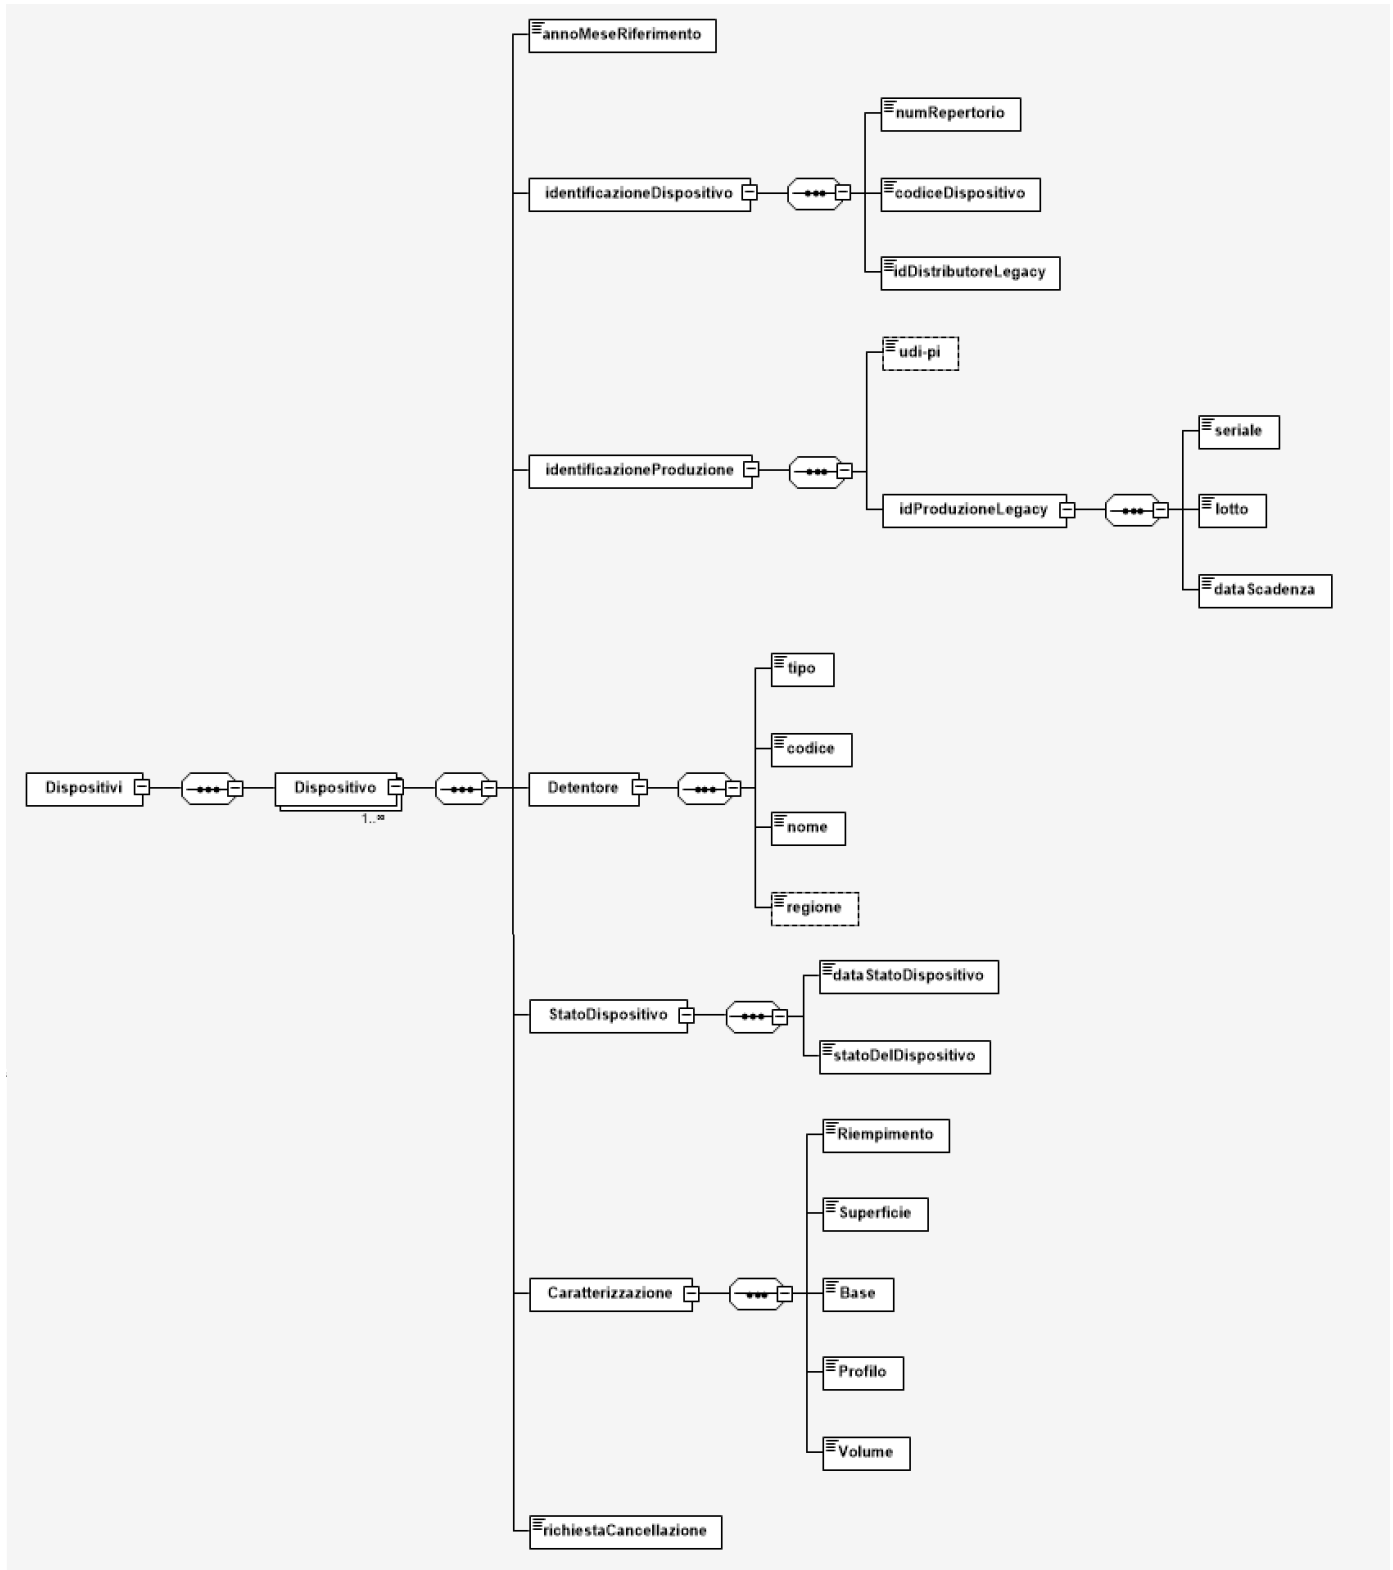 annoMeseRiferimento
numRepertorio
identificazioneDispositivo
codiceDispositivo
idDistributoreLegacy
udi-pi
seriale
identificazioneProduzione
idProduzioneLegacy
lotto
dataScadenza
tipo
codice
Dispositivi
Dispositivo
1..∞
Detentore
nome
regione
dataStatoDispositivo
StatoDispositivo
statoDelDispositivo
Riempimento
Superficie
Caratterizzazione
Base
Profilo
Volume
richiestaCancellazione